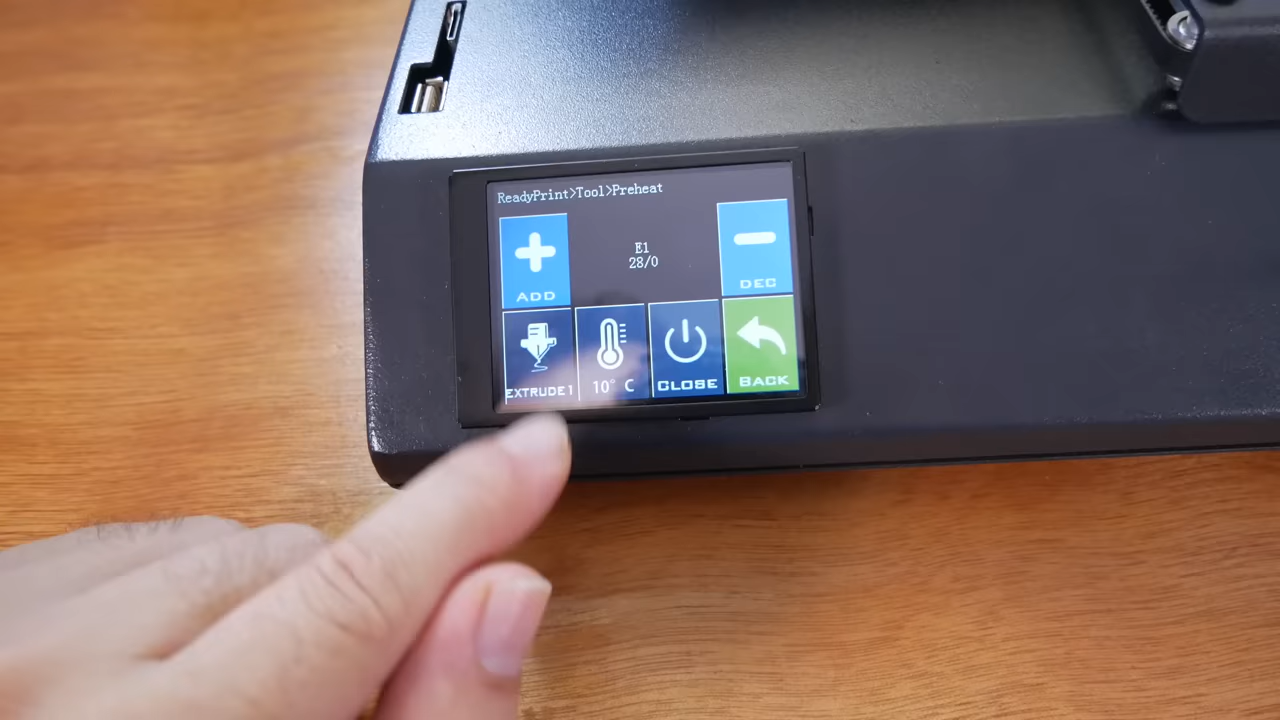 ReadyPrint>Tool>Preheat
E1
28/0
ADD
DEC
EXTRUDE1
10° C
CLOSE
BACK